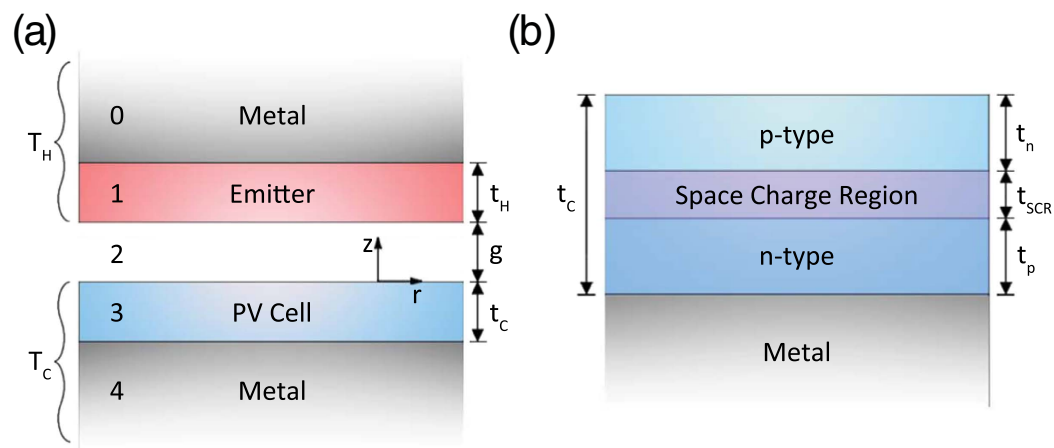 (a)
0 Metal
T_H
1 Emitter t_H
2 z g
r
3 PV Cell t_C
T_C
4 Metal
(b)
p-type t_n
t_C Space Charge Region t_SCR
n-type t_p
Metal